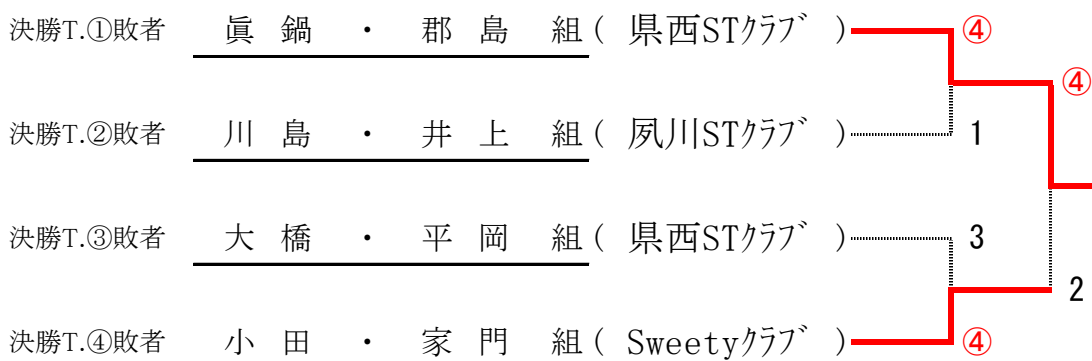 決勝T.①敗者 眞鍋 ・ 郡島 組 ( 県西STｸﾗﾌﾞ ) ④
④
決勝T.②敗者 川島 ・ 井上 組 ( 夙川STｸﾗﾌﾞ ) 1
決勝T.③敗者 大橋 ・ 平岡 組 ( 県西STｸﾗﾌﾞ ) 3
2
決勝T.④敗者 小田 ・ 家門 組 ( Sweetyｸﾗﾌﾞ ) ④